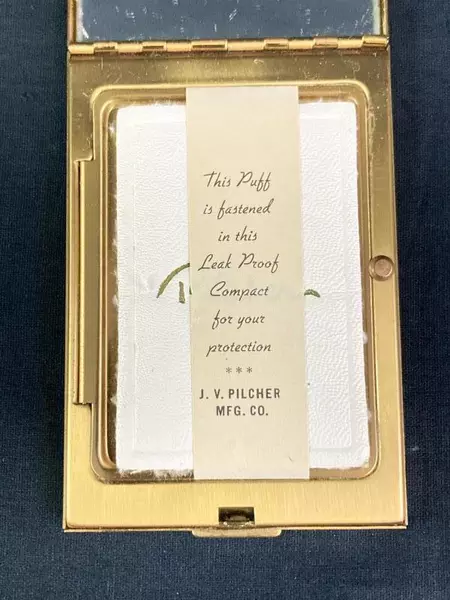 This Puff
is fastened
in this
Leak Proof
Compact
for your
protection
***
J. V. PILCHER
MFG. CO.